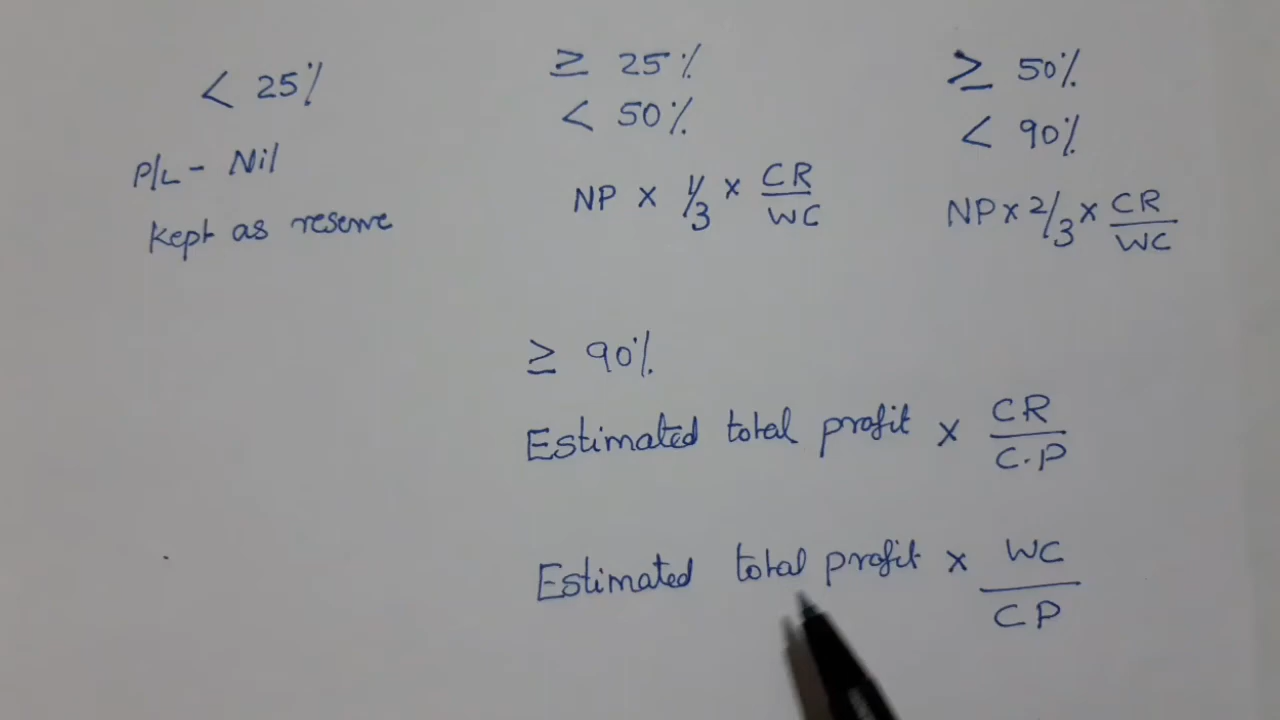 < 25%
P/L - Nil
Kept as reserve
≥ 25%
< 50%
NP × 1/3 × CR/WC
≥ 50%
< 90%
NP × 2/3 × CR/WC
≥ 90%
Estimated total profit × CR/C.P
Estimated total profit × WC/CP